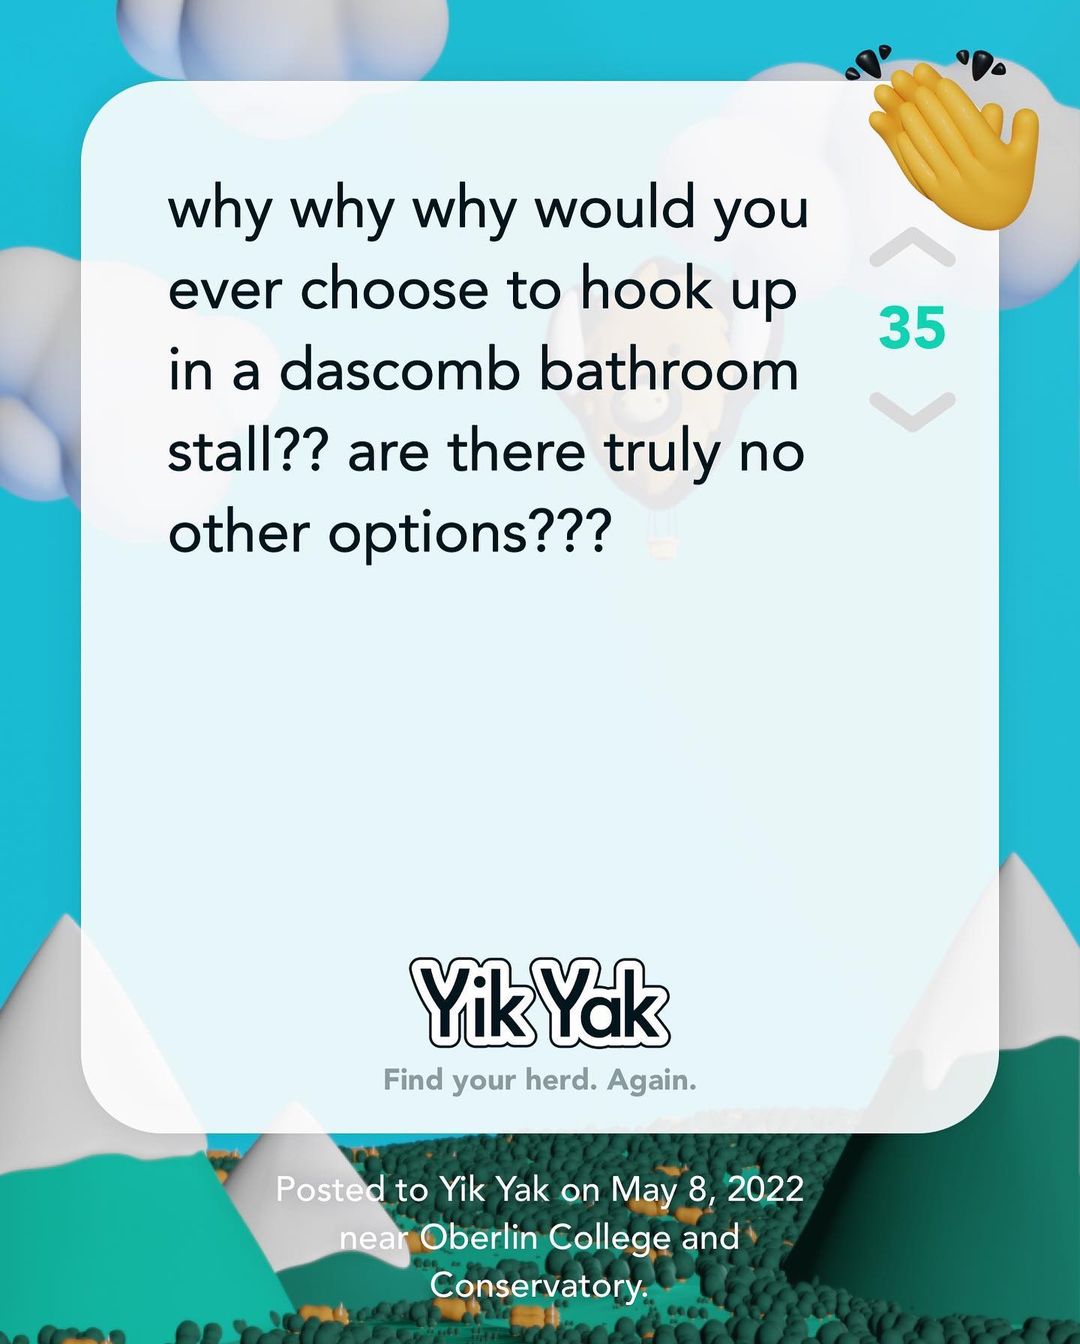 why why why would you
ever choose to hook up
in a dascomb bathroom
stall?? are there truly no
other options???
35
Yik Yak
Find your herd. Again.
Posted to Yik Yak on May 8, 2022
near Oberlin College and
Conservatory.